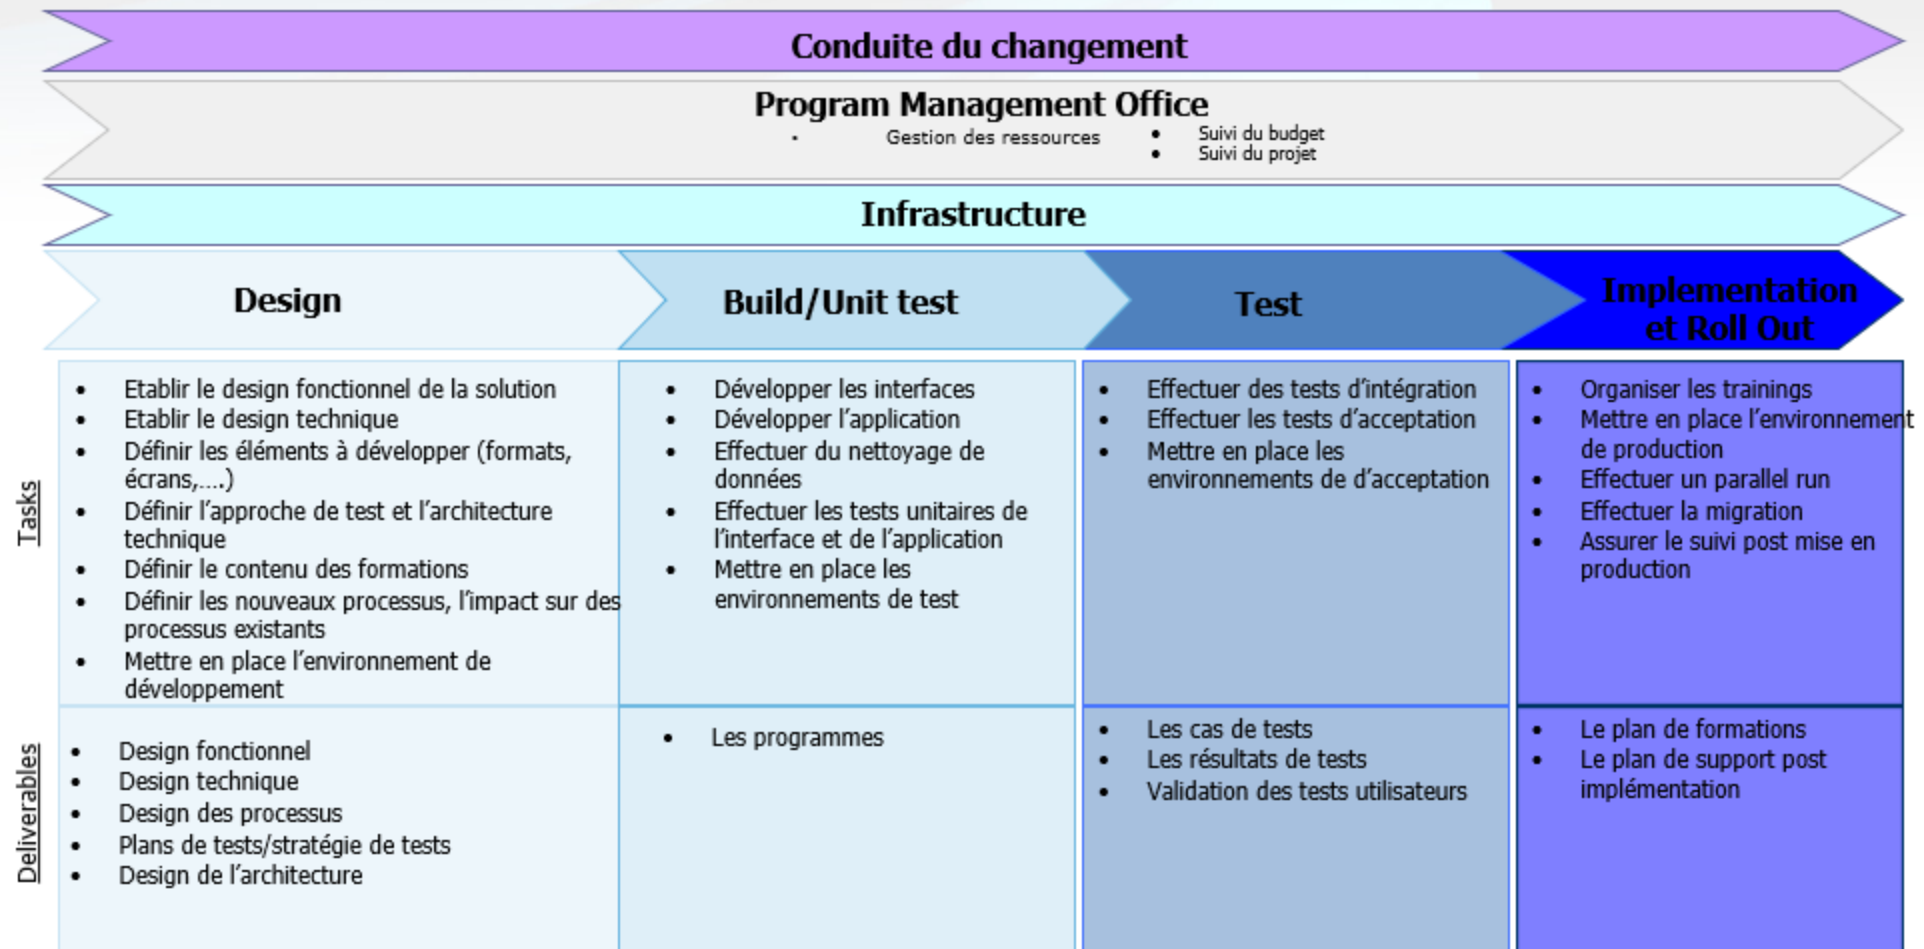 Conduite du changement
Program Management Office
• Gestion des ressources
• Suivi du budget
• Suivi du projet
Infrastructure
Design
Build/Unit test
Test
Implementation
et Roll Out
Tasks
• Etablir le design fonctionnel de la solution
• Etablir le design technique
• Définir les éléments à développer (formats,
écrans,....)
• Définir l’approche de test et l’architecture
technique
• Définir le contenu des formations
• Définir les nouveaux processus, l’impact sur des
processus existants
• Mettre en place l’environnement de
développement
• Développer les interfaces
• Développer l’application
• Effectuer du nettoyage de
données
• Effectuer les tests unitaires de
l’interface et de l’application
• Mettre en place les
environnements de test
• Effectuer des tests d’intégration
• Effectuer les tests d’acceptation
• Mettre en place les
environnements de d’acceptation
• Organiser les trainings
• Mettre en place l’environnement
de production
• Effectuer un parallel run
• Effectuer la migration
• Assurer le suivi post mise en
production
Deliverables
• Design fonctionnel
• Design technique
• Design des processus
• Plans de tests/stratégie de tests
• Design de l’architecture
• Les programmes
• Les cas de tests
• Les résultats de tests
• Validation des tests utilisateurs
• Le plan de formations
• Le plan de support post
implémentation